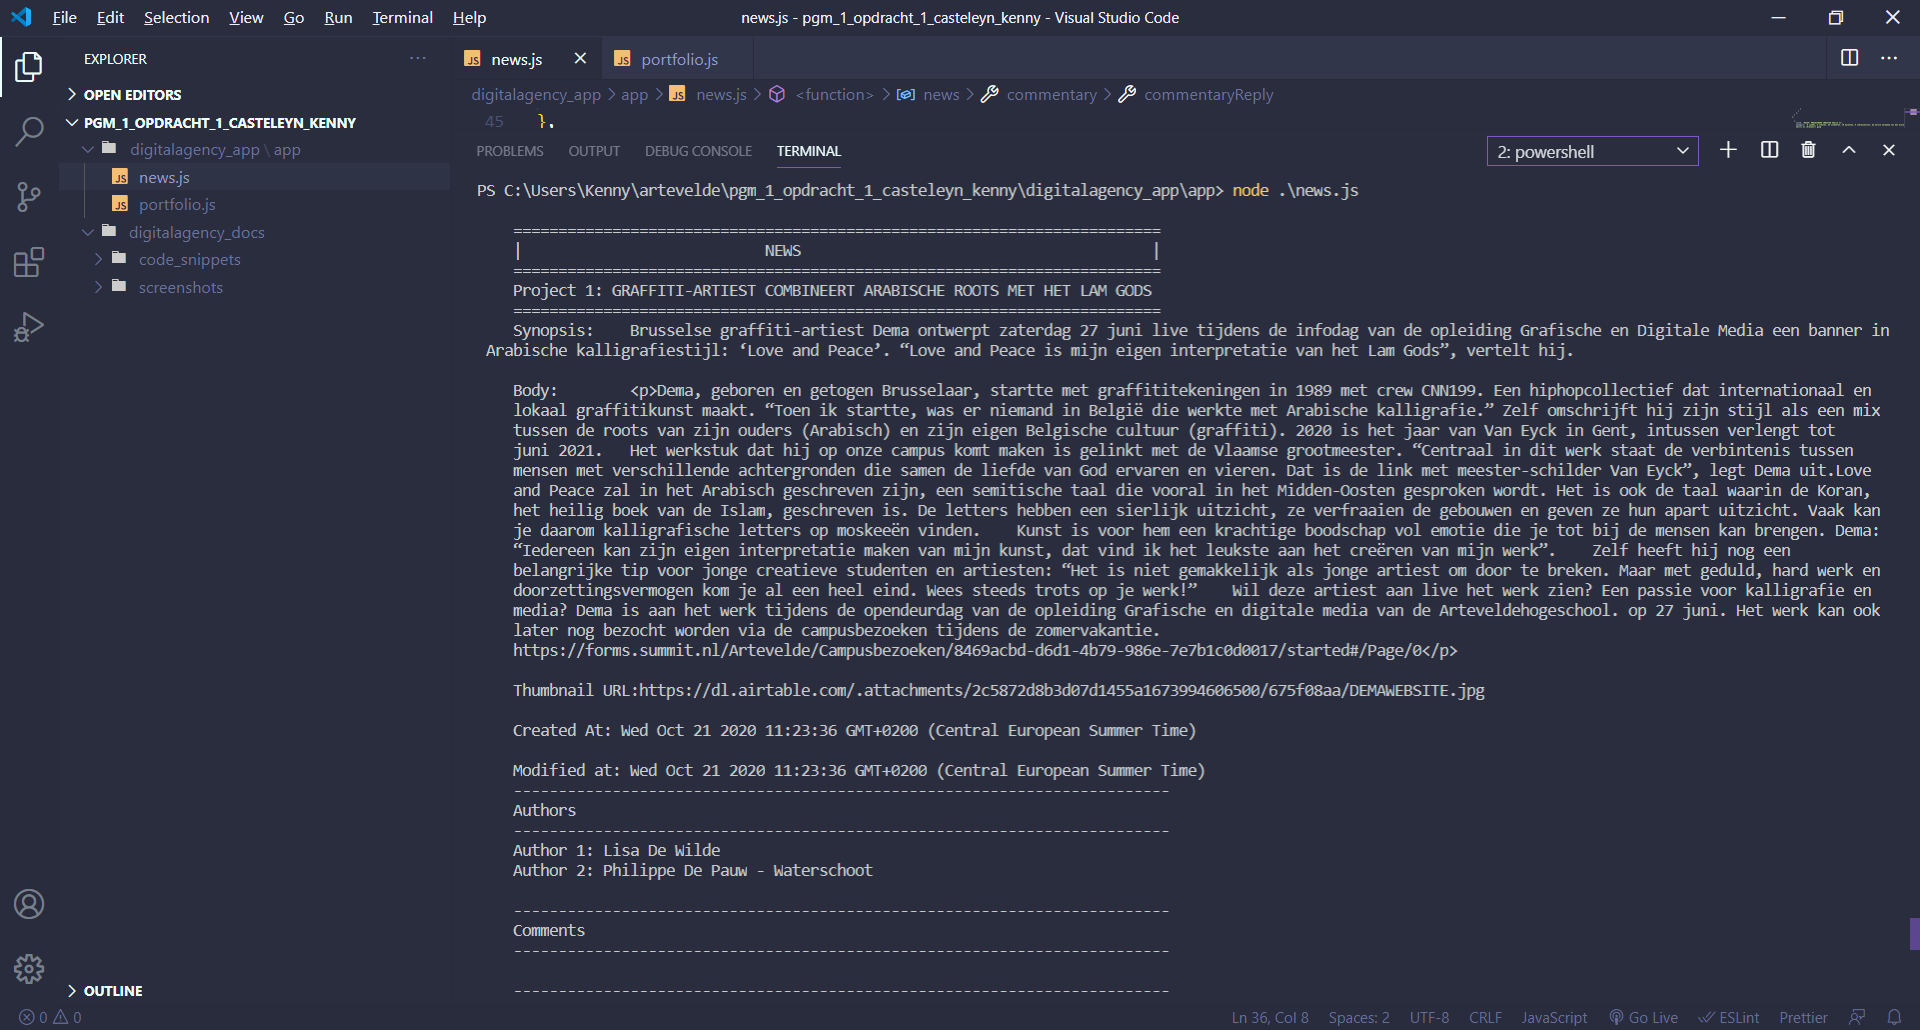 File Edit Selection View Go Run Terminal Help
news.js - pgm_1_opdracht_1_casteleyn_kenny - Visual Studio Code
EXPLORER
OPEN EDITORS
PGM_1_OPDRACHT_1_CASTELEYN_KENNY
digitalagency_app \ app
news.js
portfolio.js
digitalagency_docs
code_snippets
screenshots
OUTLINE
news.js
portfolio.js
digitalagency_app > app > news.js > <function> > news > commentary > commentaryReply
45 },
PROBLEMS OUTPUT DEBUG CONSOLE TERMINAL
2: powershell
PS C:\Users\Kenny\artevelde\pgm_1_opdracht_1_casteleyn_kenny\digitalagency_app\app> node .\news.js
========================================================================
| NEWS |
========================================================================
Project 1: GRAFFITI-ARTIEST COMBINEERT ARABISCHE ROOTS MET HET LAM GODS
========================================================================
Synopsis: Brusselse graffiti-artiest Dema ontwerpt zaterdag 27 juni live tijdens de infodag van de opleiding Grafische en Digitale Media een banner in
Arabische kalligrafiestijl: ‘Love and Peace’. “Love and Peace is mijn eigen interpretatie van het Lam Gods”, vertelt hij.
Body: <p>Dema, geboren en getogen Brusselaar, startte met graffititekeningen in 1989 met crew CNN199. Een hiphopcollectief dat internationaal en
lokaal graffitikunst maakt. “Toen ik startte, was er niemand in België die werkte met Arabische kalligrafie.” Zelf omschrijft hij zijn stijl als een mix
tussen de roots van zijn ouders (Arabisch) en zijn eigen Belgische cultuur (graffiti). 2020 is het jaar van Van Eyck in Gent, intussen verlengt tot
juni 2021. Het werkstuk dat hij op onze campus komt maken is gelinkt met de Vlaamse grootmeester. “Centraal in dit werk staat de verbintenis tussen
mensen met verschillende achtergronden die samen de liefde van God ervaren en vieren. Dat is de link met meester-schilder Van Eyck”, legt Dema uit.Love
and Peace zal in het Arabisch geschreven zijn, een semitische taal die vooral in het Midden-Oosten gesproken wordt. Het is ook de taal waarin de Koran,
het heilig boek van de Islam, geschreven is. De letters hebben een sierlijk uitzicht, ze verfraaien de gebouwen en geven ze hun apart uitzicht. Vaak kan
je daarom kalligrafische letters op moskeeën vinden. Kunst is voor hem een krachtige boodschap vol emotie die je tot bij de mensen kan brengen. Dema:
“Iedereen kan zijn eigen interpretatie maken van mijn kunst, dat vind ik het leukste aan het creëren van mijn werk”. Zelf heeft hij nog een
belangrijke tip voor jonge creatieve studenten en artiesten: “Het is niet gemakkelijk als jonge artiest om door te breken. Maar met geduld, hard werk en
doorzettingsvermogen kom je al een heel eind. Wees steeds trots op je werk!” Wil deze artiest aan live het werk zien? Een passie voor kalligrafie en
media? Dema is aan het werk tijdens de opendeurdag van de opleiding Grafische en digitale media van de Arteveldehogeschool. op 27 juni. Het werk kan ook
later nog bezocht worden via de campusbezoeken tijdens de zomervakantie.
https://forms.summit.nl/Artevelde/Campusbezoeken/8469acbd-d6d1-4b79-986e-7e7b1c0d0017/started#/Page/0</p>
Thumbnail URL:https://dl.airtable.com/.attachments/2c5872d8b3d07d1455a1673994606500/675f08aa/DEMAWEBSITE.jpg
Created At: Wed Oct 21 2020 11:23:36 GMT+0200 (Central European Summer Time)
Modified at: Wed Oct 21 2020 11:23:36 GMT+0200 (Central European Summer Time)
-------------------------------------------------------------------------
Authors
-------------------------------------------------------------------------
Author 1: Lisa De Wilde
Author 2: Philippe De Pauw - Waterschoot
-------------------------------------------------------------------------
Comments
-------------------------------------------------------------------------
-------------------------------------------------------------------------
0 0
Ln 36, Col 8 Spaces: 2 UTF-8 CRLF JavaScript Go Live ESLint Prettier